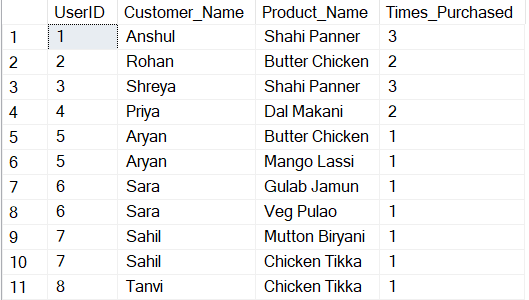 UserID Customer_Name Product_Name Times_Purchased
1 1 Anshul Shahi Panner 3
2 2 Rohan Butter Chicken 2
3 3 Shreya Shahi Panner 3
4 4 Priya Dal Makani 2
5 5 Aryan Butter Chicken 1
6 5 Aryan Mango Lassi 1
7 6 Sara Gulab Jamun 1
8 6 Sara Veg Pulao 1
9 7 Sahil Mutton Biryani 1
10 7 Sahil Chicken Tikka 1
11 8 Tanvi Chicken Tikka 1